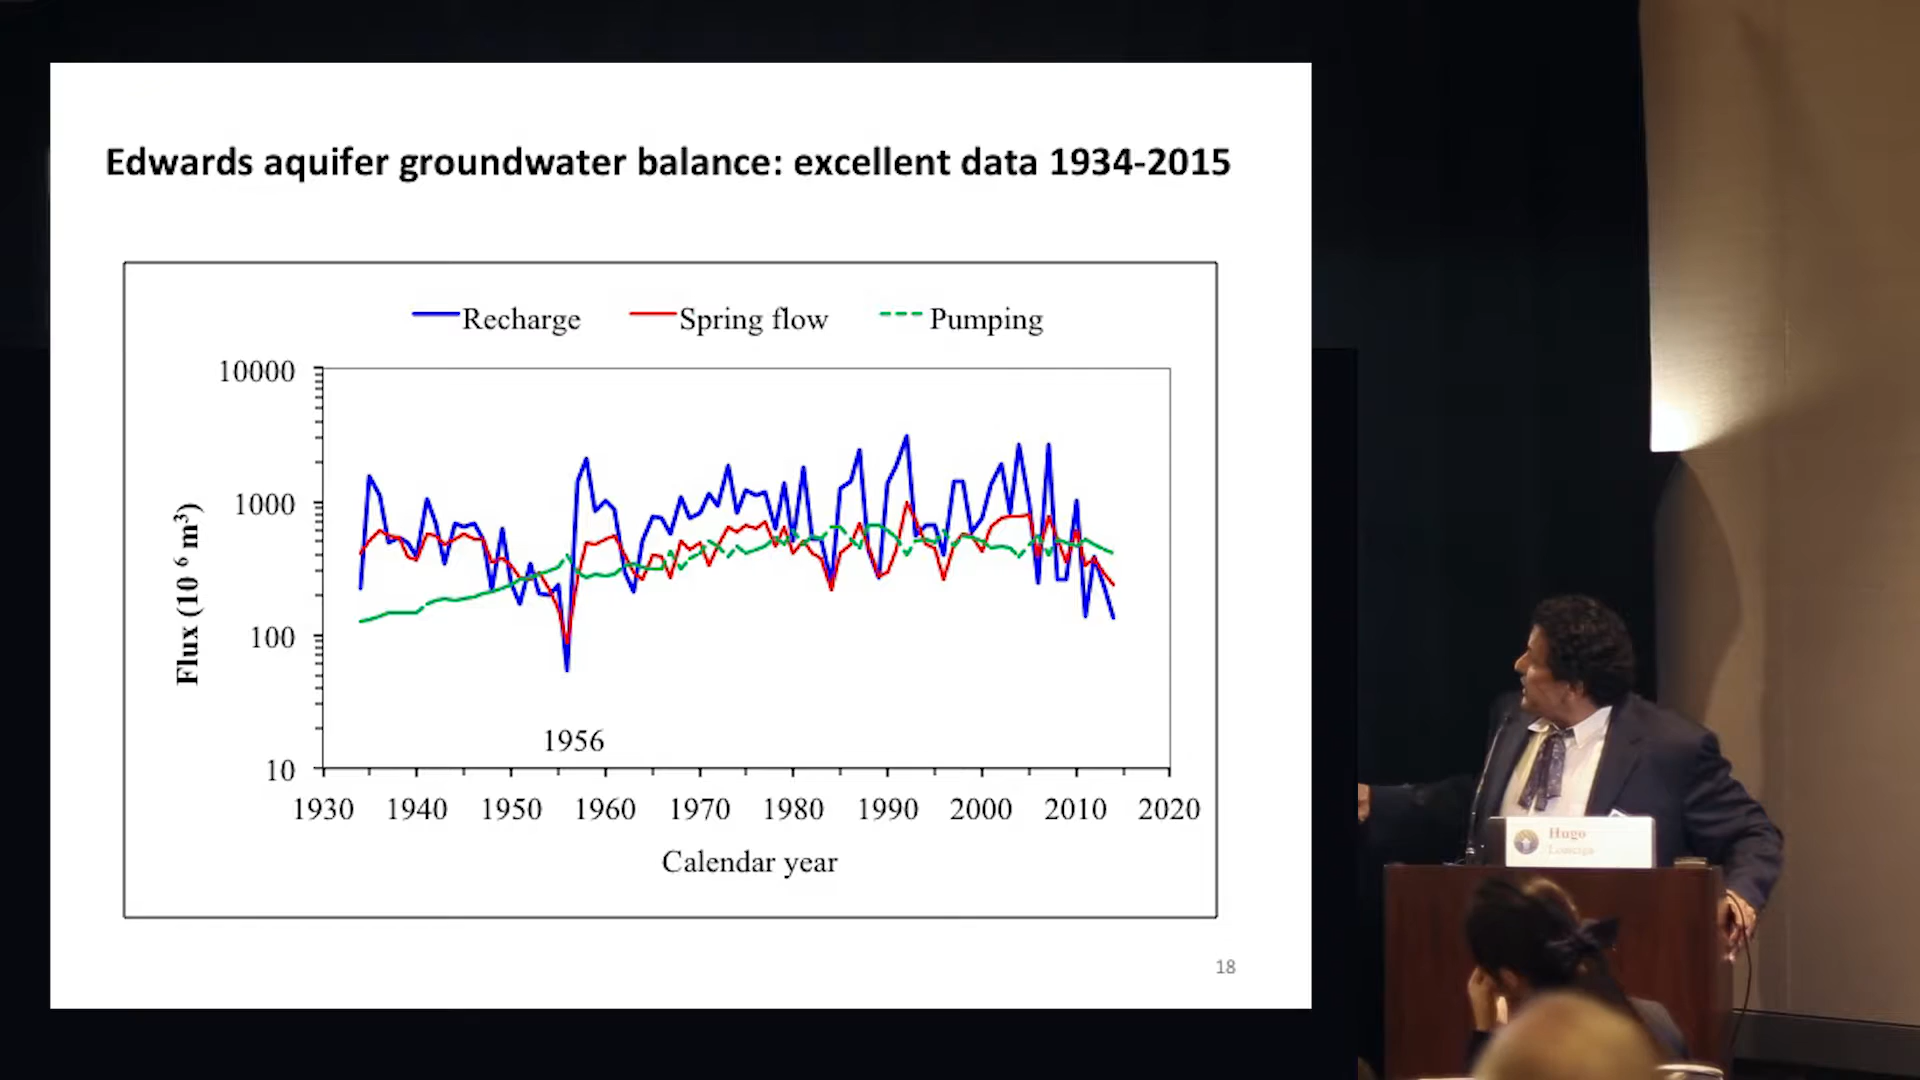 Edwards aquifer groundwater balance: excellent data 1934-2015
Recharge Spring flow Pumping
10000
1000
100
10
Flux (10 ⁶ m³)
1956
1930 1940 1950 1960 1970 1980 1990 2000 2010 2020
Calendar year
18
Hugo